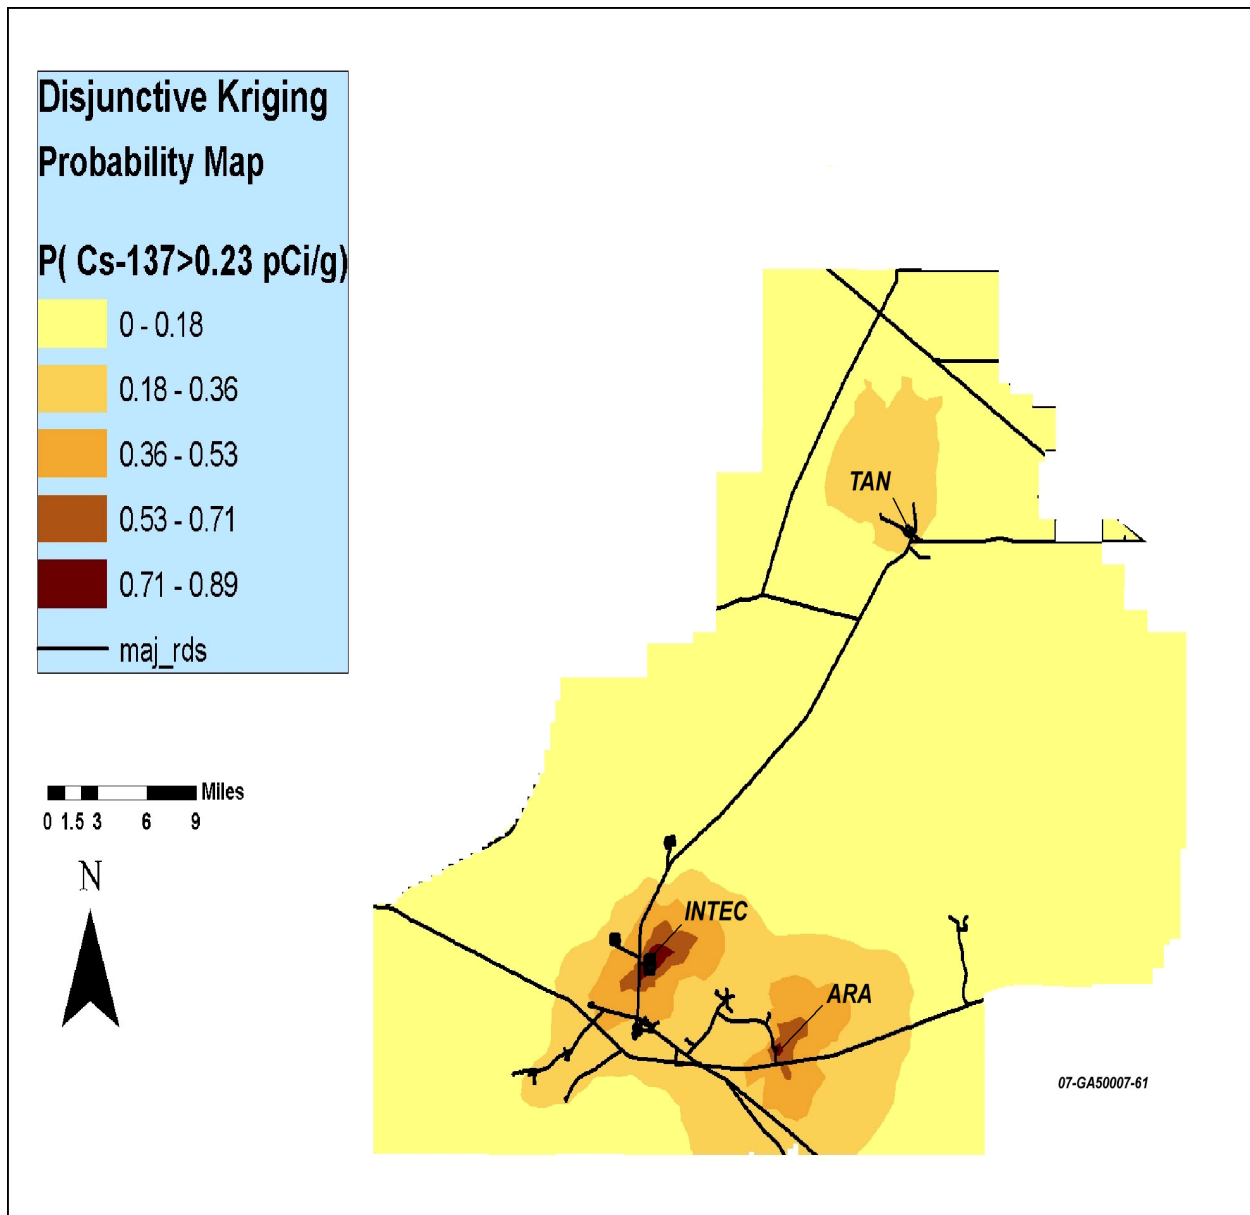 Disjunctive Kriging
Probability Map
P( Cs-137>0.23 pCi/g)
0 - 0.18
0.18 - 0.36
0.36 - 0.53
0.53 - 0.71
0.71 - 0.89
maj_rds
Miles
0 1.5 3 6 9
N
TAN
INTEC
ARA
07-GA50007-61